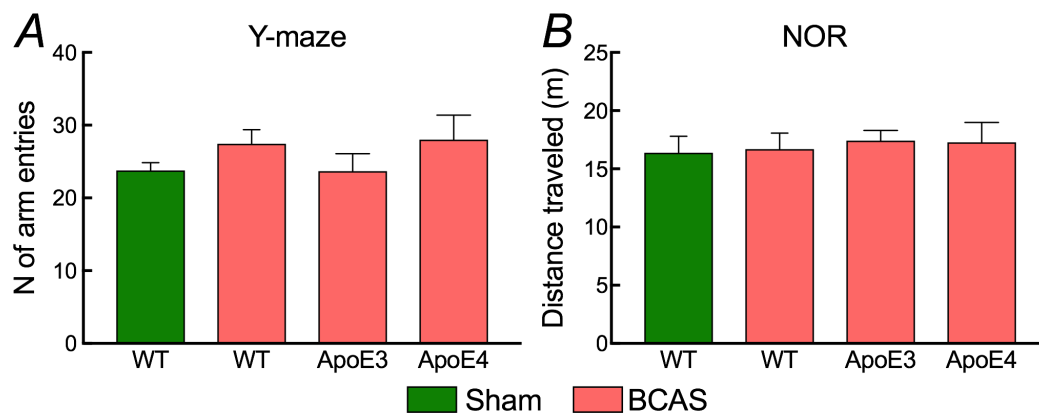 A
Y-maze
N of arm entries
40
30
20
10
0
WT
WT
ApoE3
ApoE4
B
NOR
Distance traveled (m)
25
20
15
10
5
0
WT
WT
ApoE3
ApoE4
Sham
BCAS